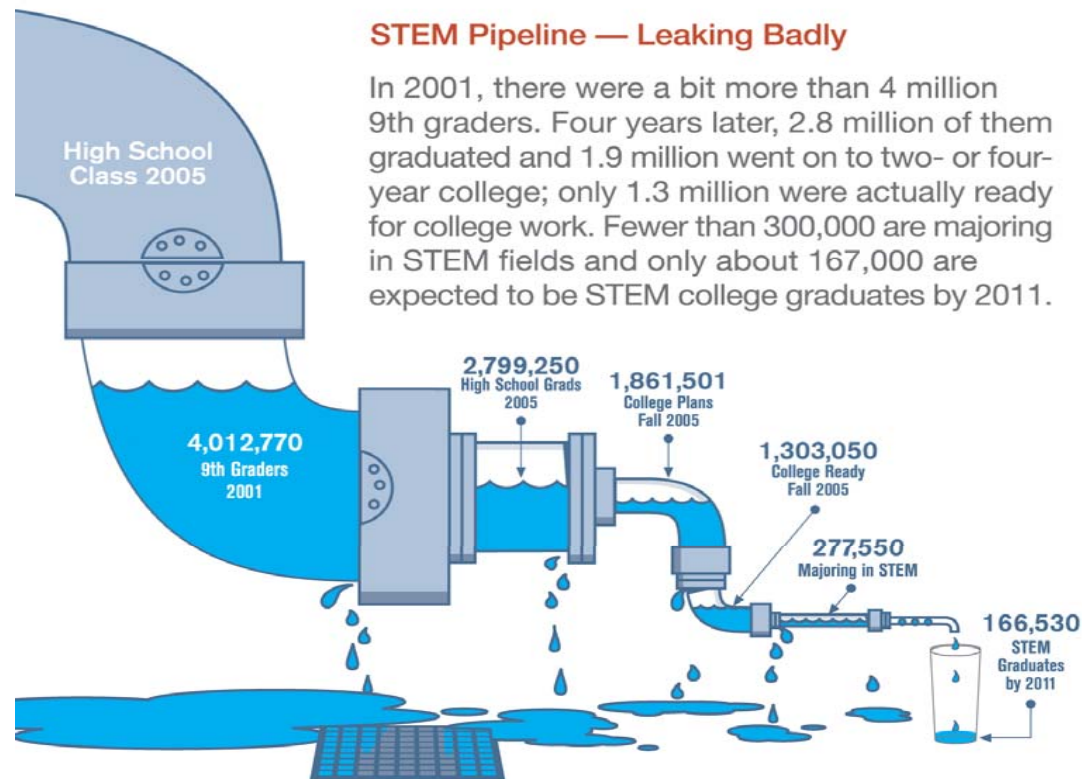 STEM Pipeline — Leaking Badly
In 2001, there were a bit more than 4 million
9th graders. Four years later, 2.8 million of them
graduated and 1.9 million went on to two- or four-
year college; only 1.3 million were actually ready
for college work. Fewer than 300,000 are majoring
in STEM fields and only about 167,000 are
expected to be STEM college graduates by 2011.
High School
Class 2005
4,012,770
9th Graders
2001
2,799,250
High School Grads
2005
1,861,501
College Plans
Fall 2005
1,303,050
College Ready
Fall 2005
277,550
Majoring in STEM
166,530
STEM
Graduates
by 2011